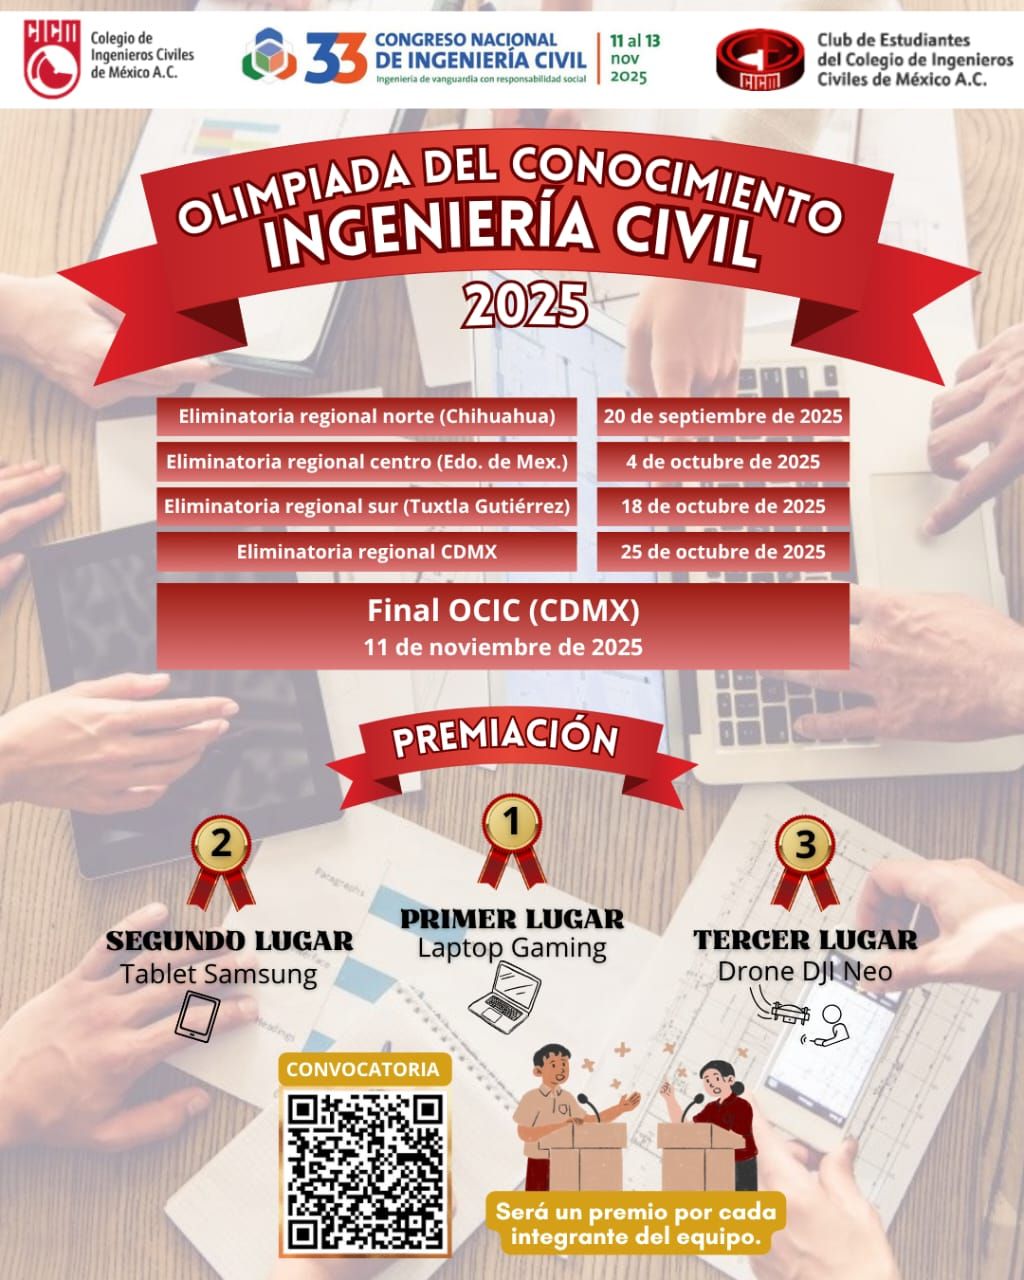 CICM
Colegio de
Ingenieros Civiles
de México A.C.
33
CONGRESO NACIONAL
DE INGENIERÍA CIVIL
Ingeniería de vanguardia con responsabilidad social
11 al 13
nov
2025
CICM
Club de Estudiantes
del Colegio de Ingenieros
Civiles de México A.C.
OLIMPIADA DEL CONOCIMIENTO
INGENIERÍA CIVIL
2025
Eliminatoria regional norte (Chihuahua) 20 de septiembre de 2025
Eliminatoria regional centro (Edo. de Mex.) 4 de octubre de 2025
Eliminatoria regional sur (Tuxtla Gutiérrez) 18 de octubre de 2025
Eliminatoria regional CDMX 25 de octubre de 2025
Final OCIC (CDMX)
11 de noviembre de 2025
PREMIACIÓN
1
PRIMER LUGAR
Laptop Gaming
2
SEGUNDO LUGAR
Tablet Samsung
3
TERCER LUGAR
Drone DJI Neo
Paragraphs
Headings
CONVOCATORIA
Será un premio por cada
integrante del equipo.